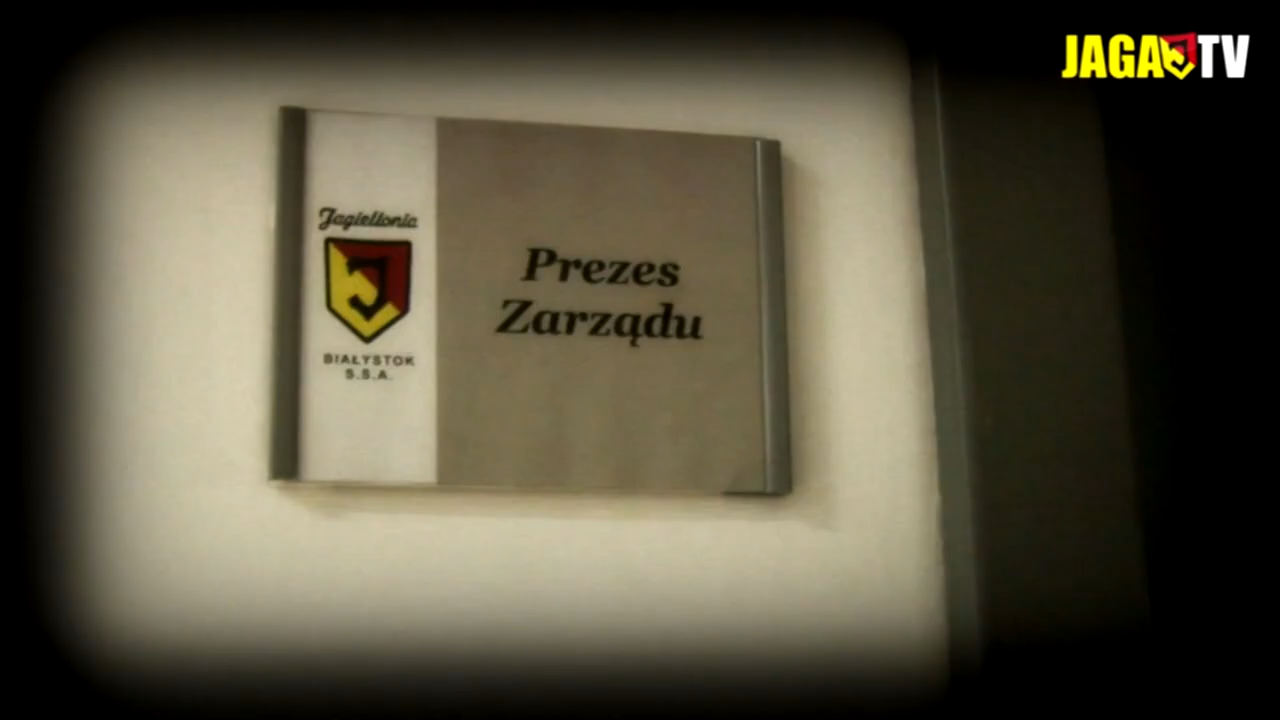 JAGA TV
Jagiellonia
BIAŁYSTOK
S.S.A.
Prezes
Zarządu